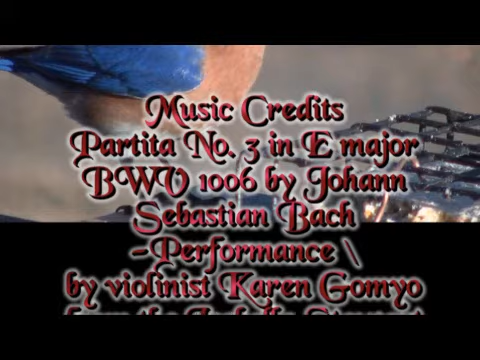 Music Credits
Partita No. 3 in E major
BWV 1006 by Johann
Sebastian Bach
-Performance \
by violinist Karen Gomyo